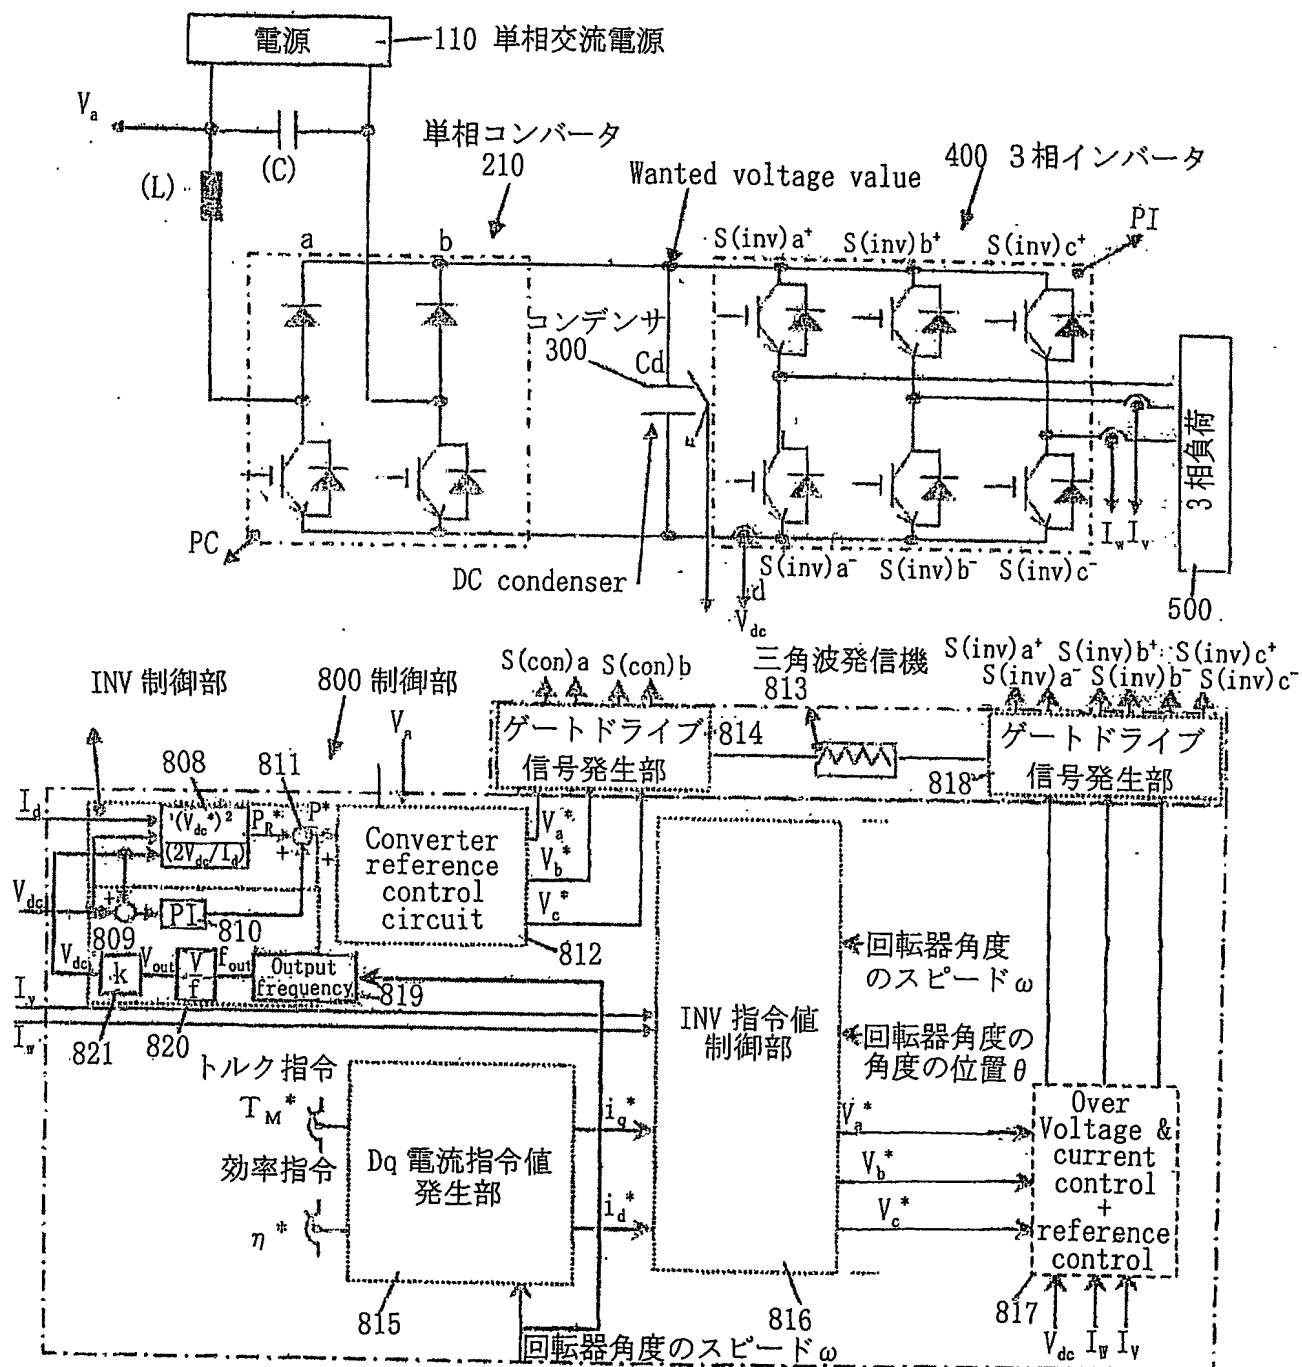 電源
110 単相交流電源
V_a
(C)
(L)
単相コンバータ
210
Wanted voltage value
400 3相インバータ
PI
a
b
S(inv)a⁺
S(inv)b⁺
S(inv)c⁺
コンデンサ
300
Cd
3相負荷
PC
DC condenser
S(inv)a⁻
S(inv)b⁻
S(inv)c⁻
I_w
I_v
d
V_dc
500
INV 制御部
800 制御部
S(con)a
S(con)b
三角波発信機
813
S(inv)a⁺ S(inv)b⁺ S(inv)c⁺
S(inv)a⁻ S(inv)b⁻ S(inv)c⁻
V_a
ゲートドライブ
信号発生部
814
ゲートドライブ
信号発生部
818
808
811
I_d
(V_dc*)²
(2V_dc/I_d)
P_R*
P*
+
+
Converter
reference
control
circuit
812
V_a*
V_b*
V_c*
V_dc
+
-
PI
810
809
V_dc
k
V_out
V
f
f_out
Output
frequency
819
I_v
I_w
821
820
回転器角度
のスピードω
INV 指令値
制御部
回転器角度の
角度の位置θ
トルク指令
T_M*
効率指令
η*
Dq 電流指令値
発生部
i_q*
i_d*
V_a*
V_b*
V_c*
Over
Voltage &
current
control
+
reference
control
815
816
817
回転器角度のスピードω
V_dc I_w I_v